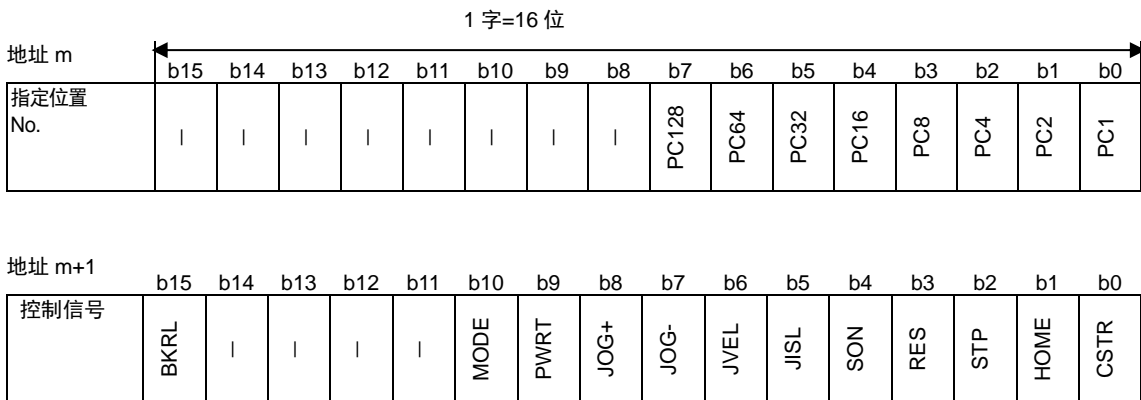 1 字=16 位
地址 m
b15 b14 b13 b12 b11 b10 b9 b8 b7 b6 b5 b4 b3 b2 b1 b0
指定位置
No. | | | | | | | | PC128 PC64 PC32 PC16 PC8 PC4 PC2 PC1
地址 m+1
b15 b14 b13 b12 b11 b10 b9 b8 b7 b6 b5 b4 b3 b2 b1 b0
控制信号 BKRL | | | | MODE PWRT JOG+ JOG- JVEL JISL SON RES STP HOME CSTR